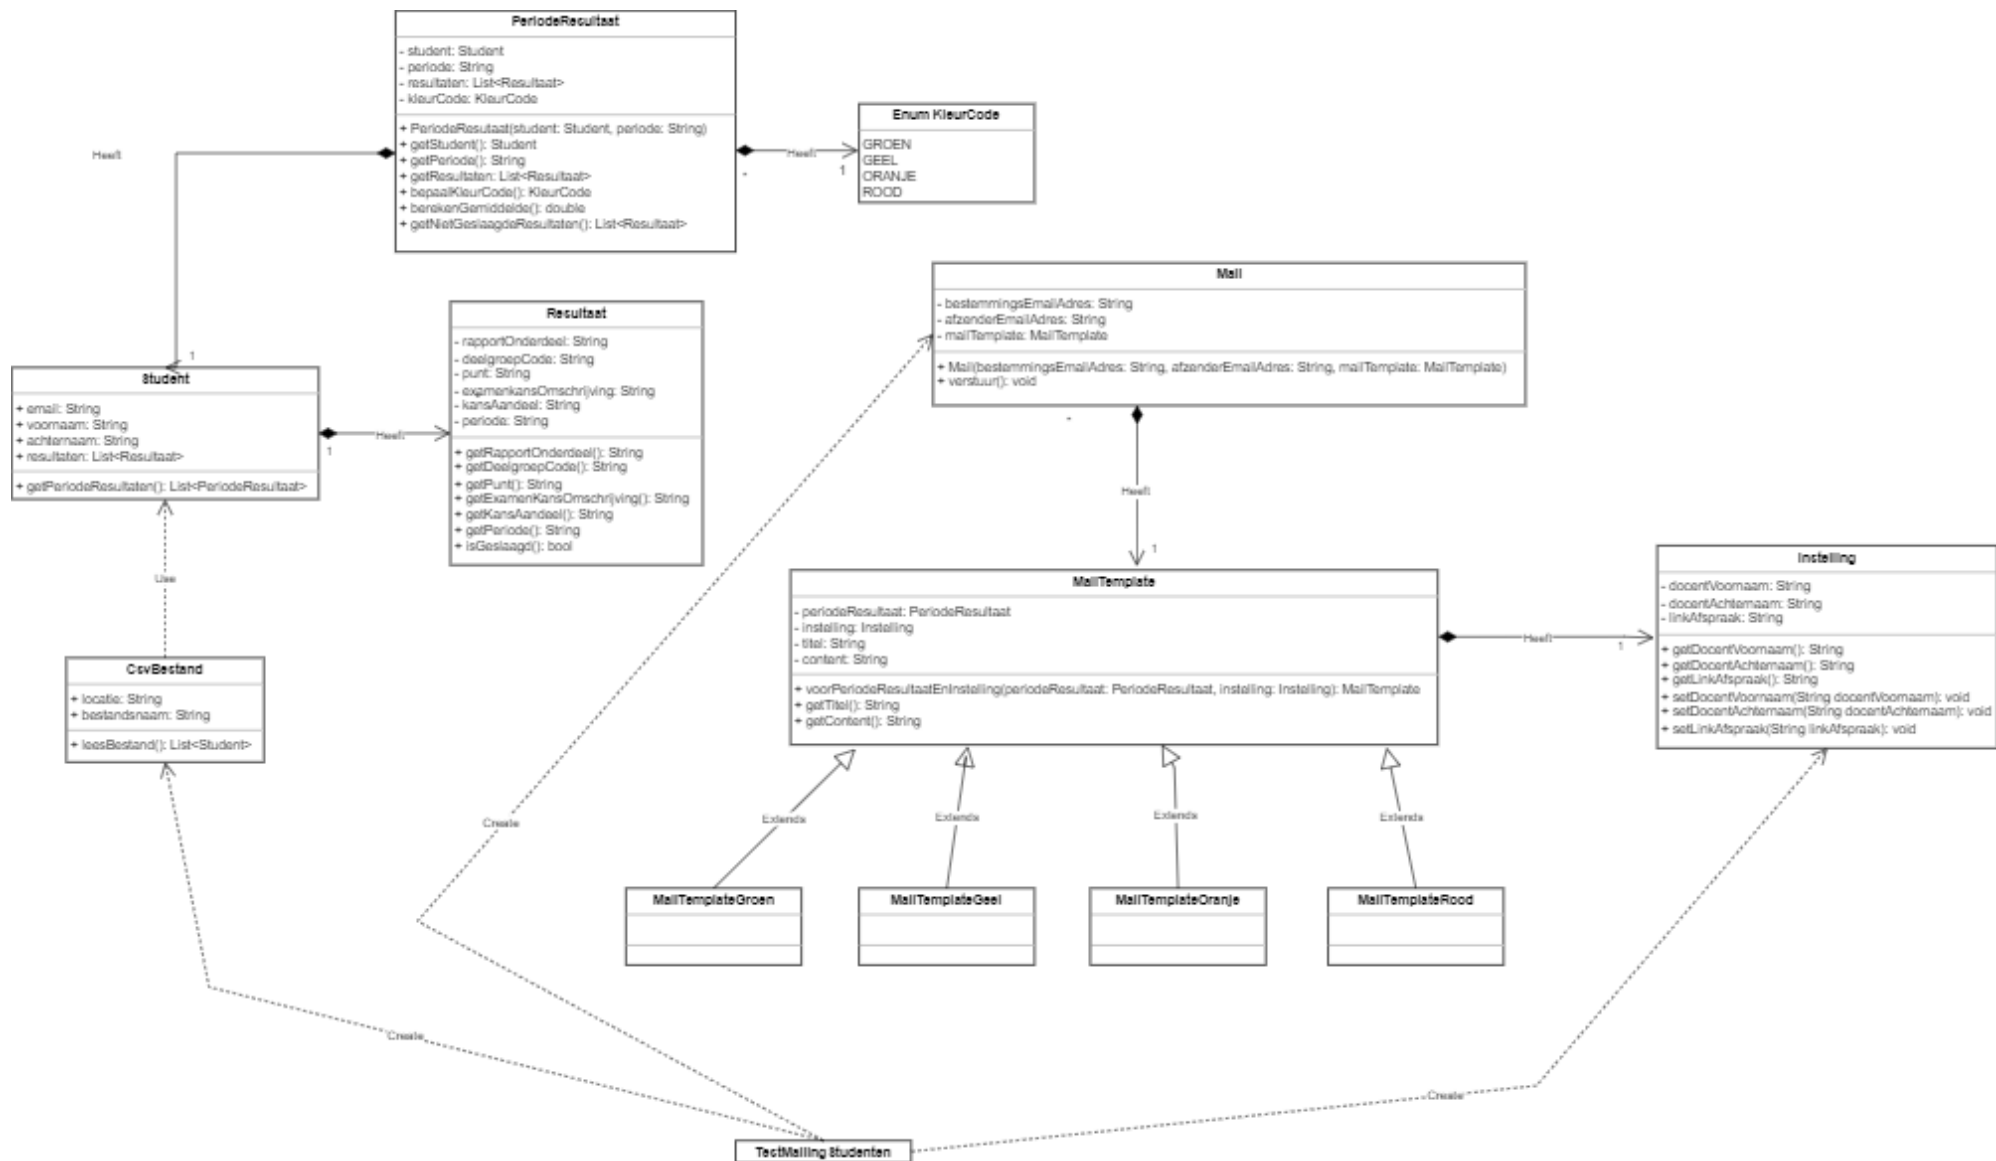 PeriodeResultaat
- student: Student
- periode: String
- resultaten: List<Resultaat>
- kleurCode: KleurCode
+ PeriodeResutaat(student: Student, periode: String)
+ getStudent(): Student
+ getPeriode(): String
+ getResultaten: List<Resultaat>
+ bepaalKleurCode(): KleurCode
+ berekenGemiddelde(): double
+ getNietGeslaagdeResultaten(): List<Resultaat>
Heeft
1
Heeft
1
Enum KleurCode
GROEN
GEEL
ORANJE
ROOD
Student
+ email: String
+ voornaam: String
+ achternaam: String
+ resultaten: List<Resultaat>
+ getPeriodeResultaten(): List<PeriodeResultaat>
Heeft
1
Resultaat
- rapportOnderdeel: String
- deelgroepCode: String
- punt: String
- examenkansOmschrijving: String
- kansAandeel: String
- periode: String
+ getRapportOnderdeel(): String
+ getDeelgroepCode(): String
+ getPunt(): String
+ getExamenKansOmschrijving(): String
+ getKansAandeel(): String
+ getPeriode(): String
+ isGeslaagd(): bool
Mail
- bestemmingsEmailAdres: String
- afzenderEmailAdres: String
- mailTemplate: MailTemplate
+ Mail(bestemmingsEmailAdres: String, afzenderEmailAdres: String, mailTemplate: MailTemplate)
+ verstuur(): void
Heeft
1
Use
CsvBestand
+ locatie: String
+ bestandsnaam: String
+ leesBestand(): List<Student>
MailTemplate
- periodeResultaat: PeriodeResultaat
- instelling: Instelling
- titel: String
- content: String
+ voorPeriodeResultaatEnInstelling(periodeResultaat: PeriodeResultaat, instelling: Instelling): MailTemplate
+ getTitel(): String
+ getContent(): String
Heeft
1
Instelling
- docentVoornaam: String
- docentAchternaam: String
- linkAfspraak: String
+ getDocentVoornaam(): String
+ getDocentAchternaam(): String
+ getLinkAfspraak(): String
+ setDocentVoornaam(String docentVoornaam): void
+ setDocentAchternaam(String docentAchternaam): void
+ setLinkAfspraak(String linkAfspraak): void
Extends
Extends
Extends
Extends
Create
MailTemplateGroen
MailTemplateGeel
MailTemplateOranje
MailTemplateRood
Create
Create
TestMailingStudenten